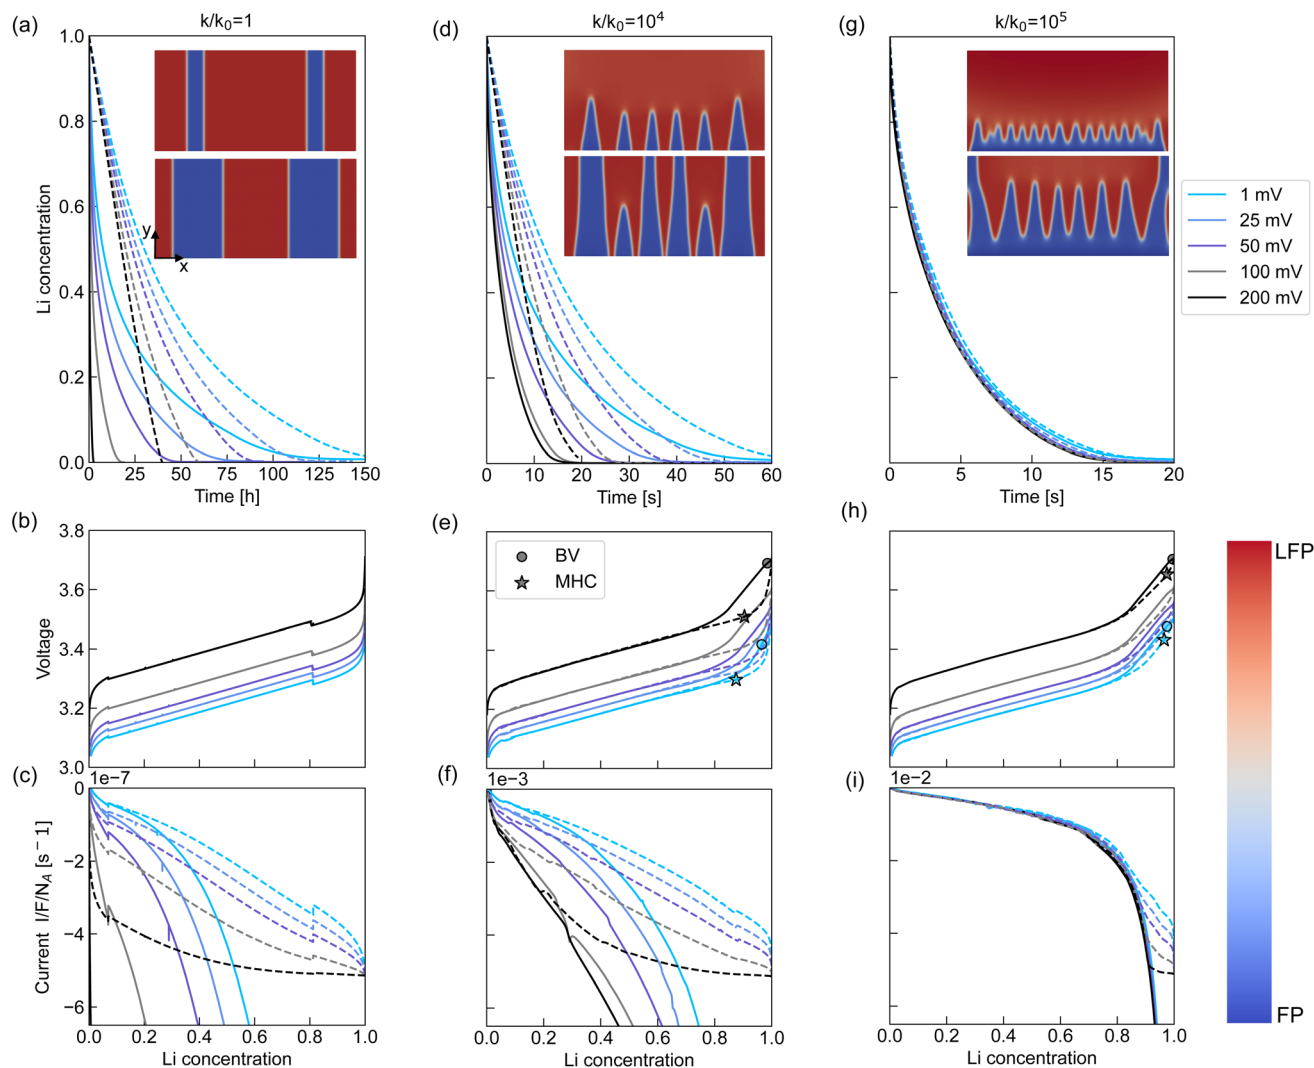 (a)
k/k₀=1
1.0
0.8
0.6
0.4
0.2
0.0
Li concentration
y
x
0 25 50 75 100 125 150
Time [h]
(d)
k/k₀=10⁴
0 10 20 30 40 50 60
Time [s]
(g)
k/k₀=10⁵
0 5 10 15 20
Time [s]
1 mV
25 mV
50 mV
100 mV
200 mV
(b)
3.8
3.6
3.4
3.2
3.0
Voltage
(e)
BV
MHC
(h)
LFP
FP
(c)
1e−7
0
−2
−4
−6
Current I/F/N_A [s⁻ 1]
0.0 0.2 0.4 0.6 0.8 1.0
Li concentration
(f)
1e−3
0.0 0.2 0.4 0.6 0.8 1.0
Li concentration
(i)
1e−2
0.0 0.2 0.4 0.6 0.8 1.0
Li concentration